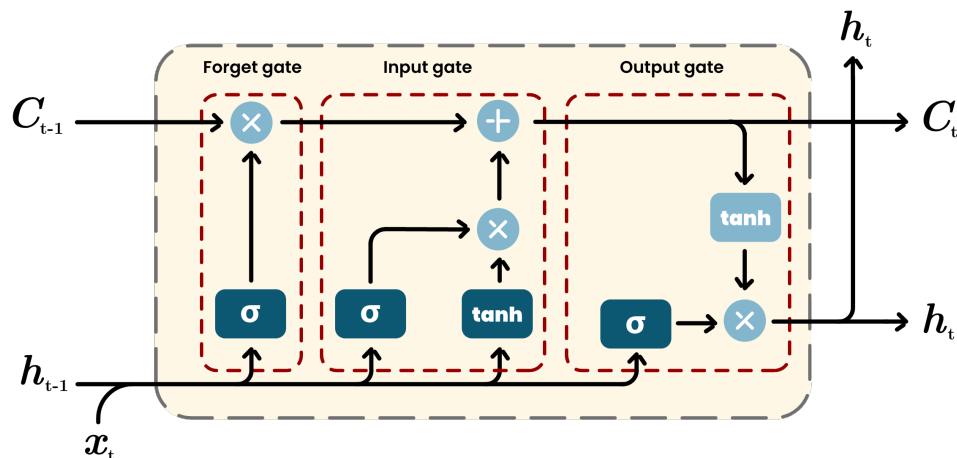 h_t
Forget gate Input gate Output gate
C_t-1 × + C_t
× tanh
σ σ tanh σ × h_t
h_t-1
x_t